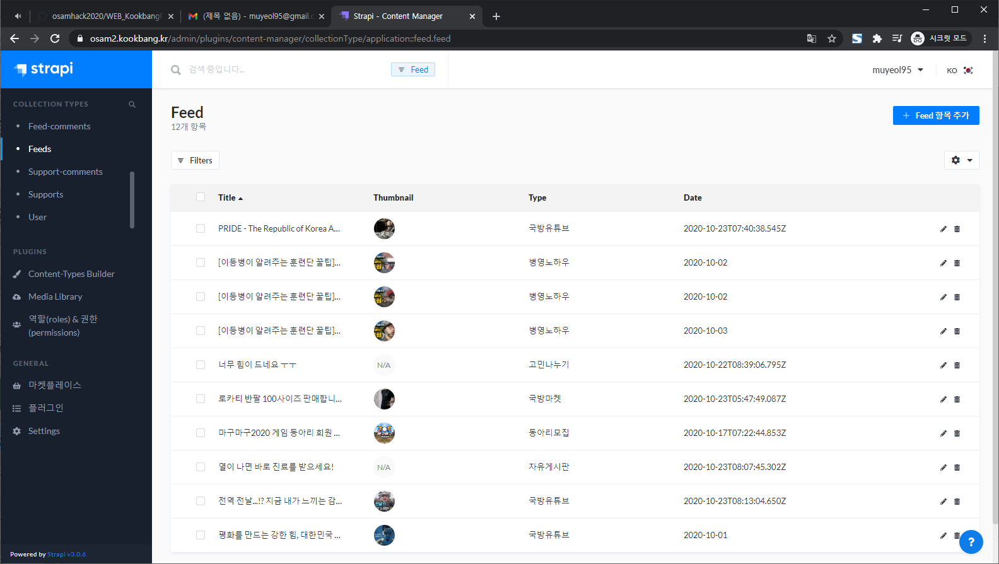 osamhack2020/WEB_Kookbang
(제목 없음) - muyeol95@gmail.c
Strapi - Content Manager
osam2.kookbang.kr/admin/plugins/content-manager/collectionType/application::feed.feed
시크릿 모드
strapi
검색 중입니다...
Feed
muyeol95
KO
COLLECTION TYPES
Feed-comments
Feeds
Support-comments
Supports
User
PLUGINS
Content-Types Builder
Media Library
역할(roles) & 권한
(permissions)
GENERAL
마켓플레이스
플러그인
Settings
Powered by Strapi v3.0.6
Feed
12개 항목
+ Feed 항목 추가
Filters
Title Thumbnail Type Date
PRIDE - The Republic of Korea A... 국방유튜브 2020-10-23T07:40:38.545Z
[이등병이 알려주는 훈련단 꿀팁]... 병영노하우 2020-10-02
[이등병이 알려주는 훈련단 꿀팁]... 병영노하우 2020-10-02
[이등병이 알려주는 훈련단 꿀팁]... 병영노하우 2020-10-03
너무 힘이 드네요 ㅜㅜ N/A 고민나누기 2020-10-22T08:39:06.795Z
로카티 반팔 100사이즈 판매합니... 국방마켓 2020-10-23T05:47:49.087Z
마구마구2020 게임 동아리 회원 ... 동아리모집 2020-10-17T07:22:44.853Z
열이 나면 바로 진료를 받으세요! N/A 자유게시판 2020-10-23T08:07:45.302Z
전역 전날...!? 지금 내가 느끼는 감... 국방유튜브 2020-10-23T08:13:04.650Z
평화를 만드는 강한 힘, 대한민국 ... 국방유튜브 2020-10-01
?